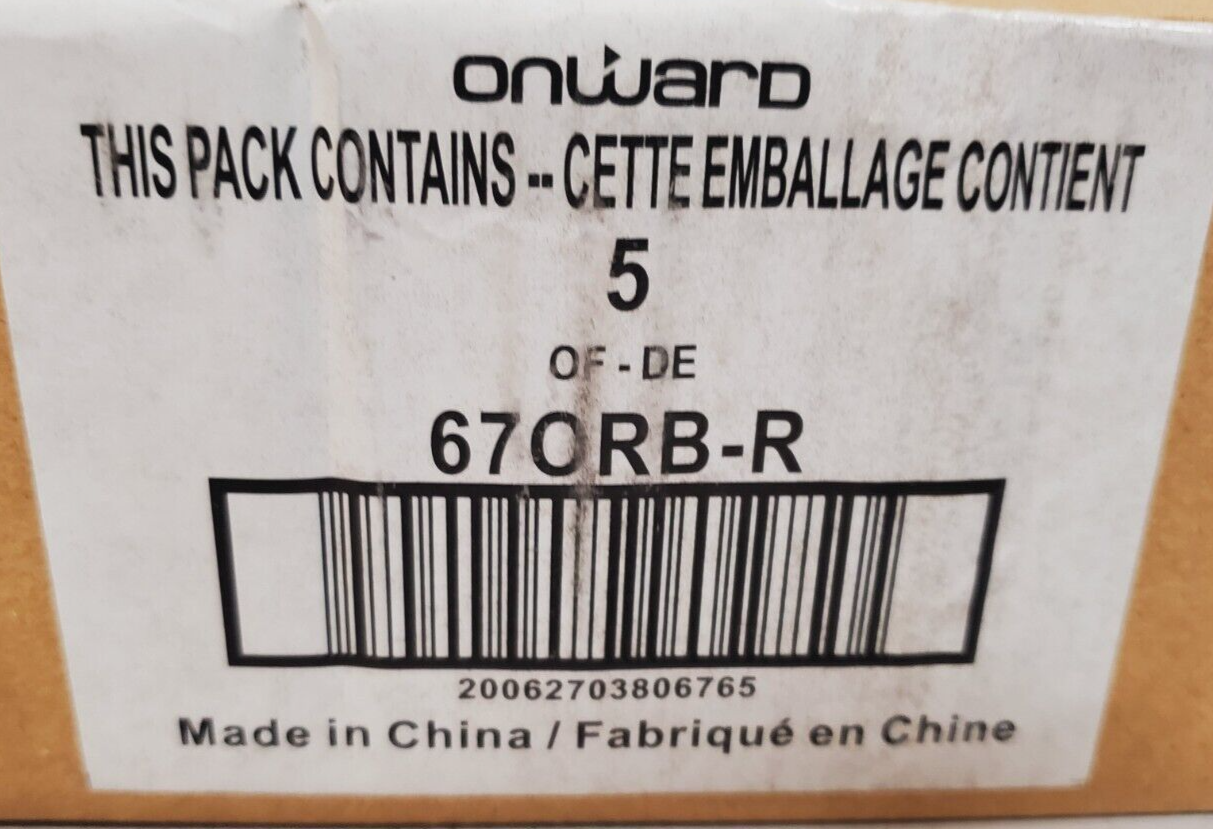 onward
THIS PACK CONTAINS -- CETTE EMBALLAGE CONTIENT
5
OF - DE
67ORB-R
20062703806765
Made in China / Fabriqué en Chine